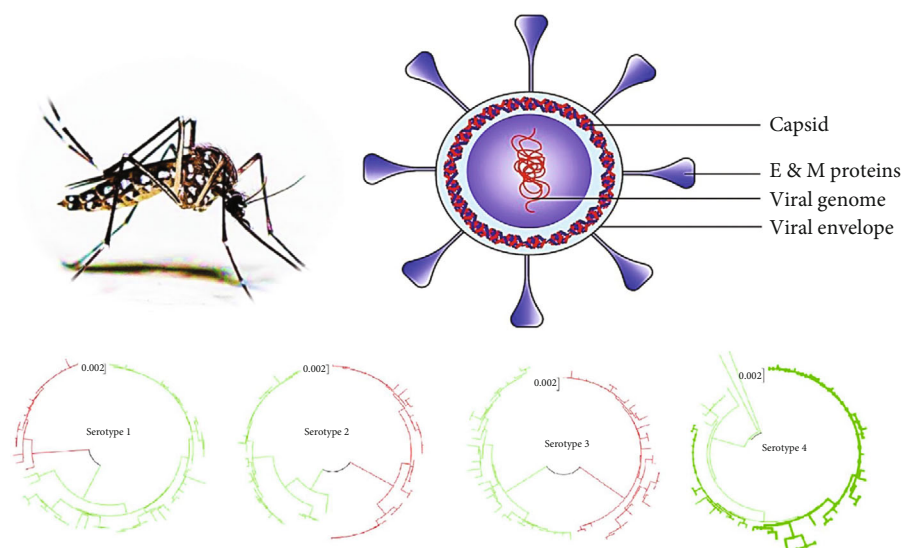 Capsid
E & M proteins
Viral genome
Viral envelope
0.002
Serotype 1
0.002
Serotype 2
0.002
Serotype 3
0.002
Serotype 4